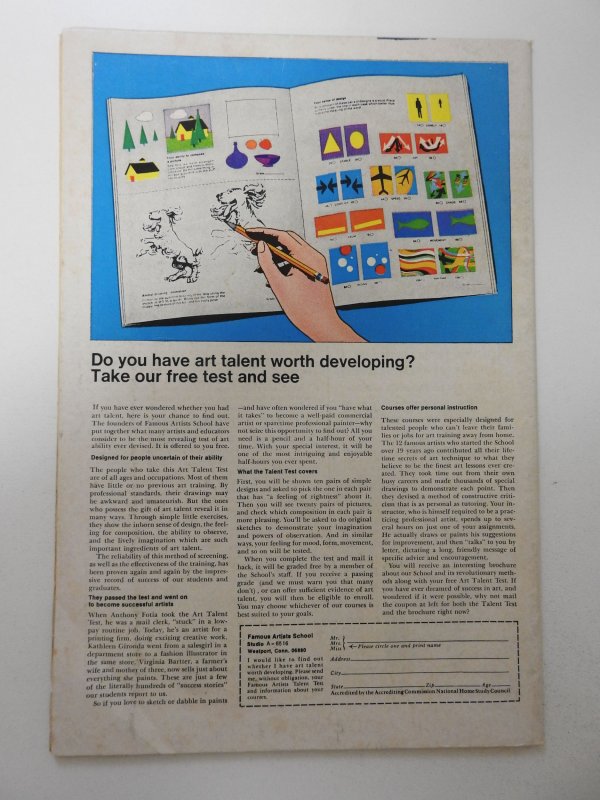 Do you have art talent worth developing?
Take our free test and see
If you have ever wondered whether you had
art talent, here is your chance to find out.
The founders of Famous Artists School have
put together what many artists and educators
consider to be the most revealing test of art
ability ever devised. It is offered to you free.
Designed for people uncertain of their ability
The people who take this Art Talent Test
are of all ages and occupations. Most of them
have little or no previous art training. By
professional standards, their drawings may
be awkward and unamateurish. But the ones
who possess the gift of art talent reveal it in
many ways. Through simple little exercises,
they show the inborn sense of design, the feel-
ing for composition, the ability to observe,
and the lively imagination which are such
important ingredients of art talent.
The reliability of this method of screening,
as well as the effectiveness of the training, has
been proven again and again by the impres-
sive record of success of our students and
graduates.
They passed the test and went on
to become successful artists
When Anthony Fotia took the Art Talent
Test, he was a mail clerk, "stuck" in a low-
pay routine job. Today, he's an artist for a
printing firm, doing exciting creative work.
Kathleen Gironda went from a salesgirl in a
department store to a fashion illustrator in
the same store. Virginia Bartter, a farmer's
wife and mother of three, now sells just about
everything she paints. These are just a few
of the literally hundreds of "success stories"
our students report to us.
So if you love to sketch or dabble in paints
—and have often wondered if you "have what
it takes" to become a well-paid commercial
artist or sparetime professional painter—why
not seize this opportunity to find out? All you
need is a pencil and a half-hour of your
time. With your special interest, it will be
one of the most intriguing and enjoyable
half-hours you ever spent.
What the Talent Test covers
First, you will be shown ten pairs of simple
designs and asked to pick the one in each pair
that has "a feeling of rightness" about it.
Then you will see twenty pairs of pictures,
and check which composition in each pair is
more pleasing. You'll be asked to do original
sketches to demonstrate your imagination
and powers of observation. And in similar
ways, your feeling for mood, form, movement,
and so on will be tested.
When you complete the test and mail it
back, it will be graded free by a member of
the School's staff. If you receive a passing
grade (and we must warn you that many
don't), or can offer sufficient evidence of art
talent, you will then be eligible to enroll.
You may choose whichever of our courses is
best suited to your goals.
Courses offer personal instruction
These courses were especially designed for
talented people who can't leave their fami-
lies or jobs for art training away from home.
The 12 famous artists who started the School
over 19 years ago contributed all their life-
time secrets of art technique to what they
believe to be the finest art lessons ever cre-
ated. They took time out from their own
busy careers and made thousands of special
drawings to demonstrate each point. Then
they devised a method of constructive criti-
cism that is as personal as tutoring. Your in-
structor, who is himself required to be a prac-
ticing professional artist, spends up to sev-
eral hours on just one of your assignments.
He actually draws or paints his suggestions
for improvement, and then "talks" to you by
letter, dictating a long, friendly message of
specific advice and encouragement.
You will receive an interesting brochure
about our School and its revolutionary meth-
ods along with your free Art Talent Test. If
you have ever dreamed of success in art, and
wondered if it were possible, why not mail
the coupon at left for both the Talent Test
and the brochure right now?
Famous Artists School
Studio A-6516
Westport, Conn. 06880
I would like to find out
whether I have art talent
worth developing. Please send
me, without obligation, your
Famous Artists Talent Test
and information about your
courses.
Mr.
Mrs. Please circle one and print name
Miss
Address
City
State Zip Age
Accredited by the Accrediting Commission National Home Study Council